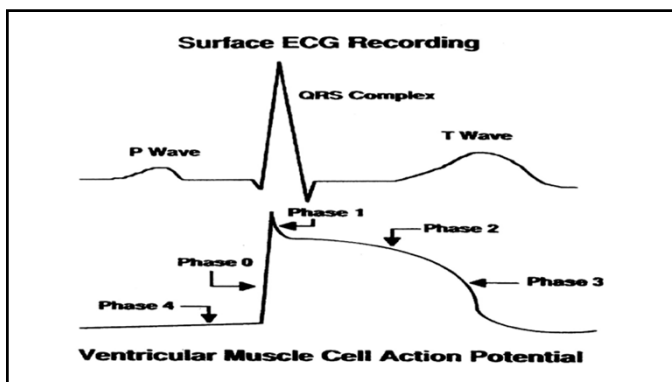 Surface ECG Recording
QRS Complex
P Wave
T Wave
Phase 1
Phase 2
Phase 0
Phase 3
Phase 4
Ventricular Muscle Cell Action Potential